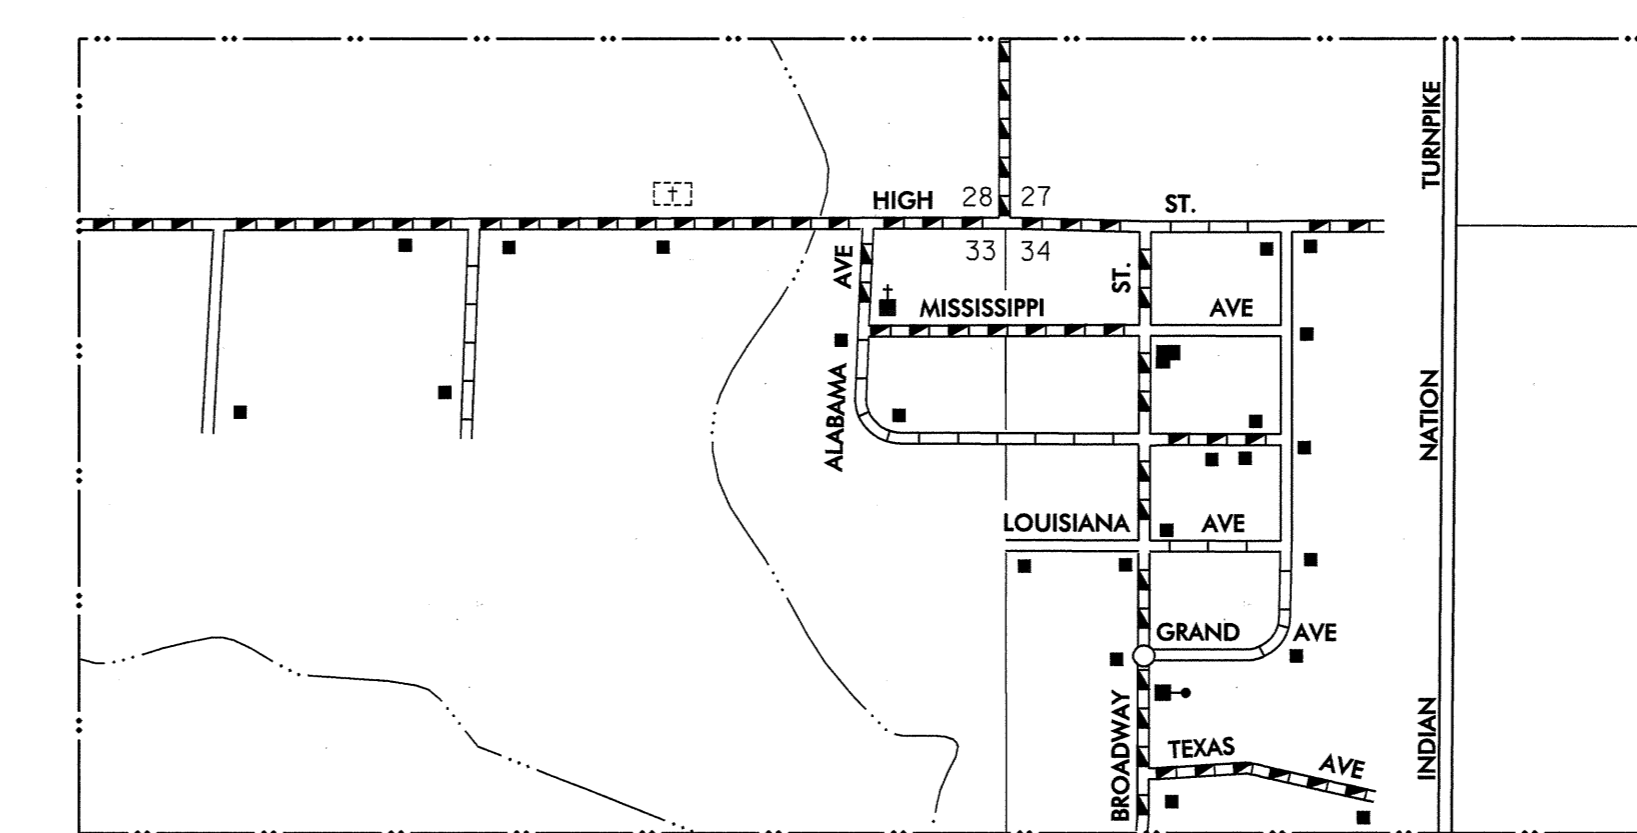 HIGH ST.
28 27
33 34
AVE
ALABAMA
MISSISSIPPI AVE
ST.
BROADWAY
LOUISIANA AVE
GRAND AVE
TEXAS AVE
TURNPIKE
NATION
INDIAN